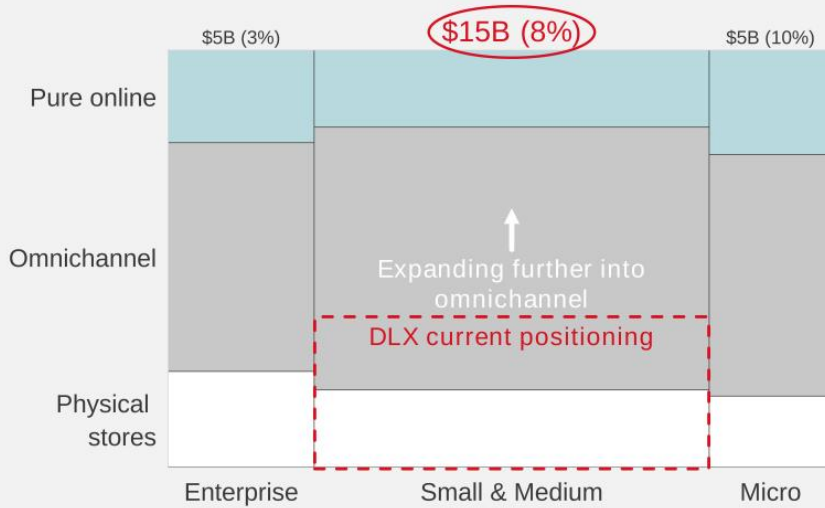 $5B (3%)
$15B (8%)
$5B (10%)
Pure online
Omnichannel
Expanding further into
omnichannel
DLX current positioning
Physical
stores
Enterprise
Small & Medium
Micro